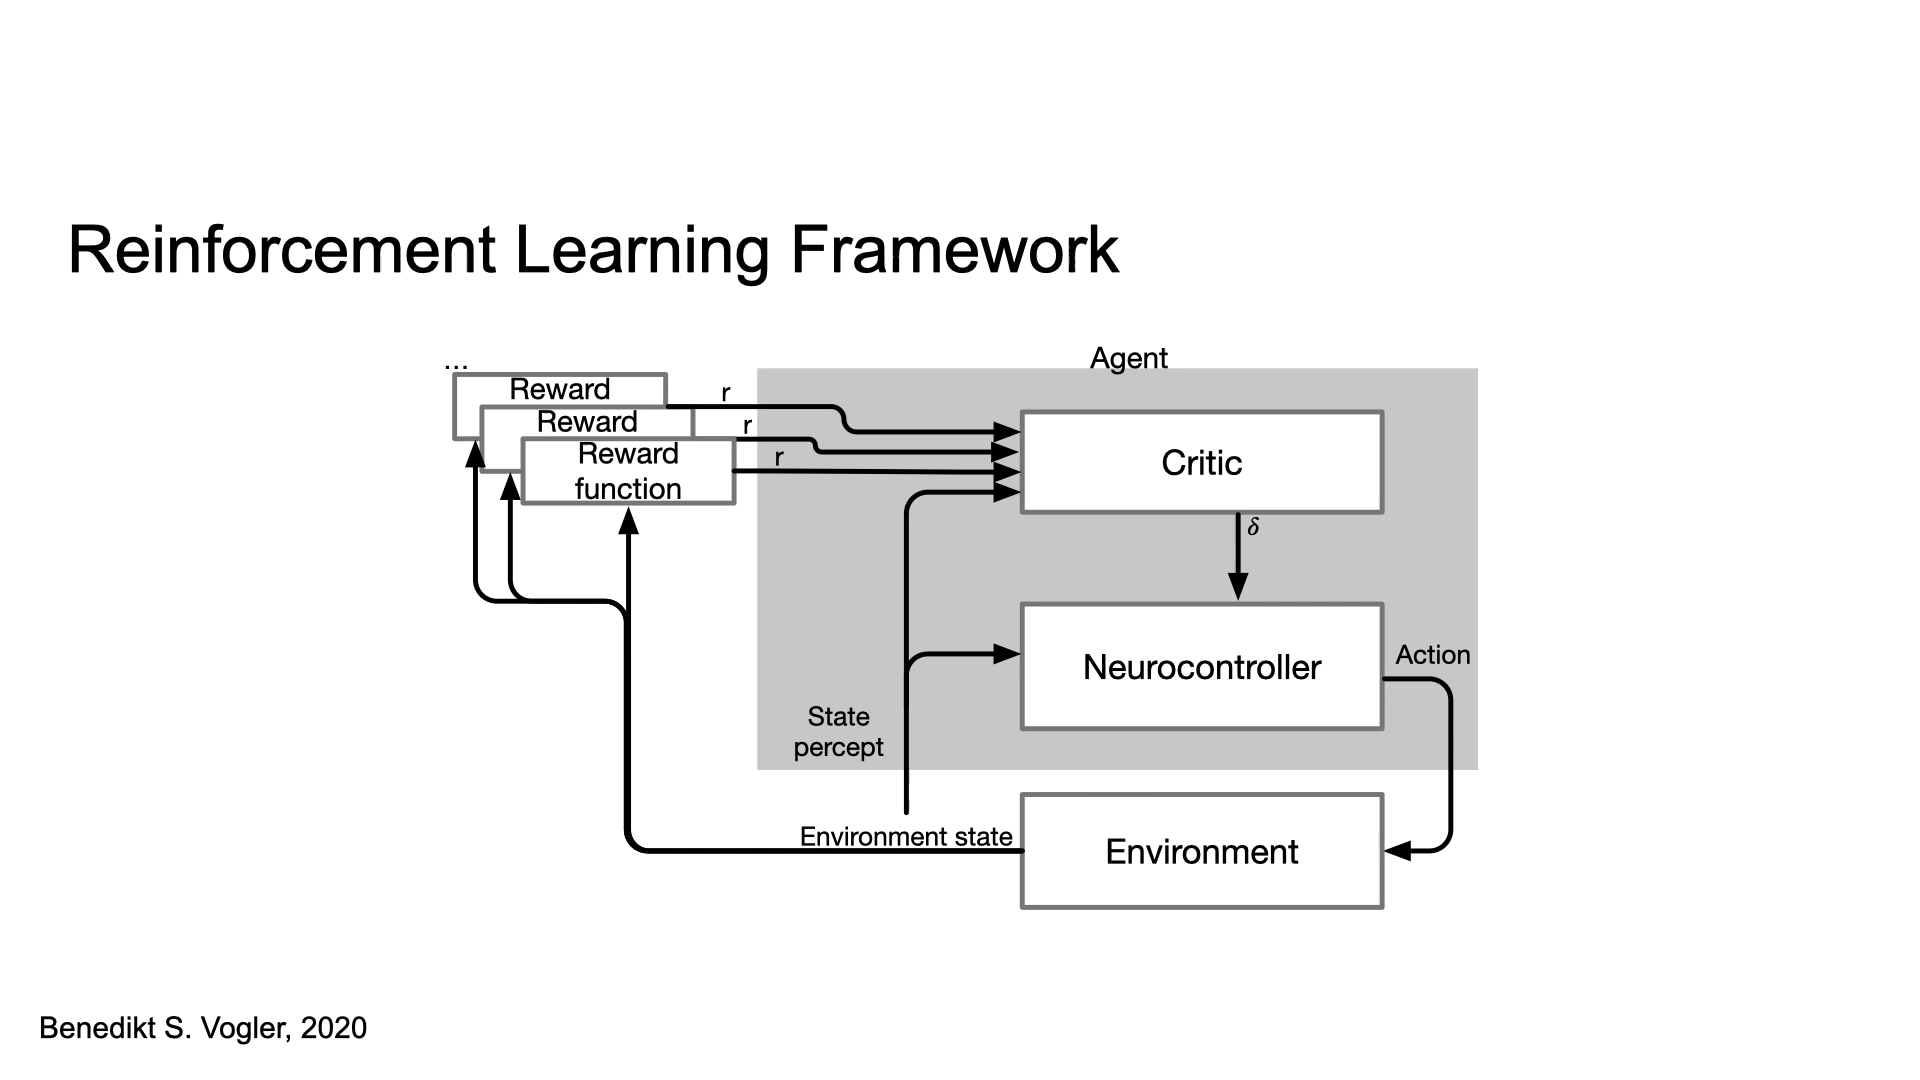 Reinforcement Learning Framework
Agent
...
Reward
r
Reward
r
Reward
function
r
Critic
δ
Neurocontroller
Action
State
percept
Environment state
Environment
Benedikt S. Vogler, 2020